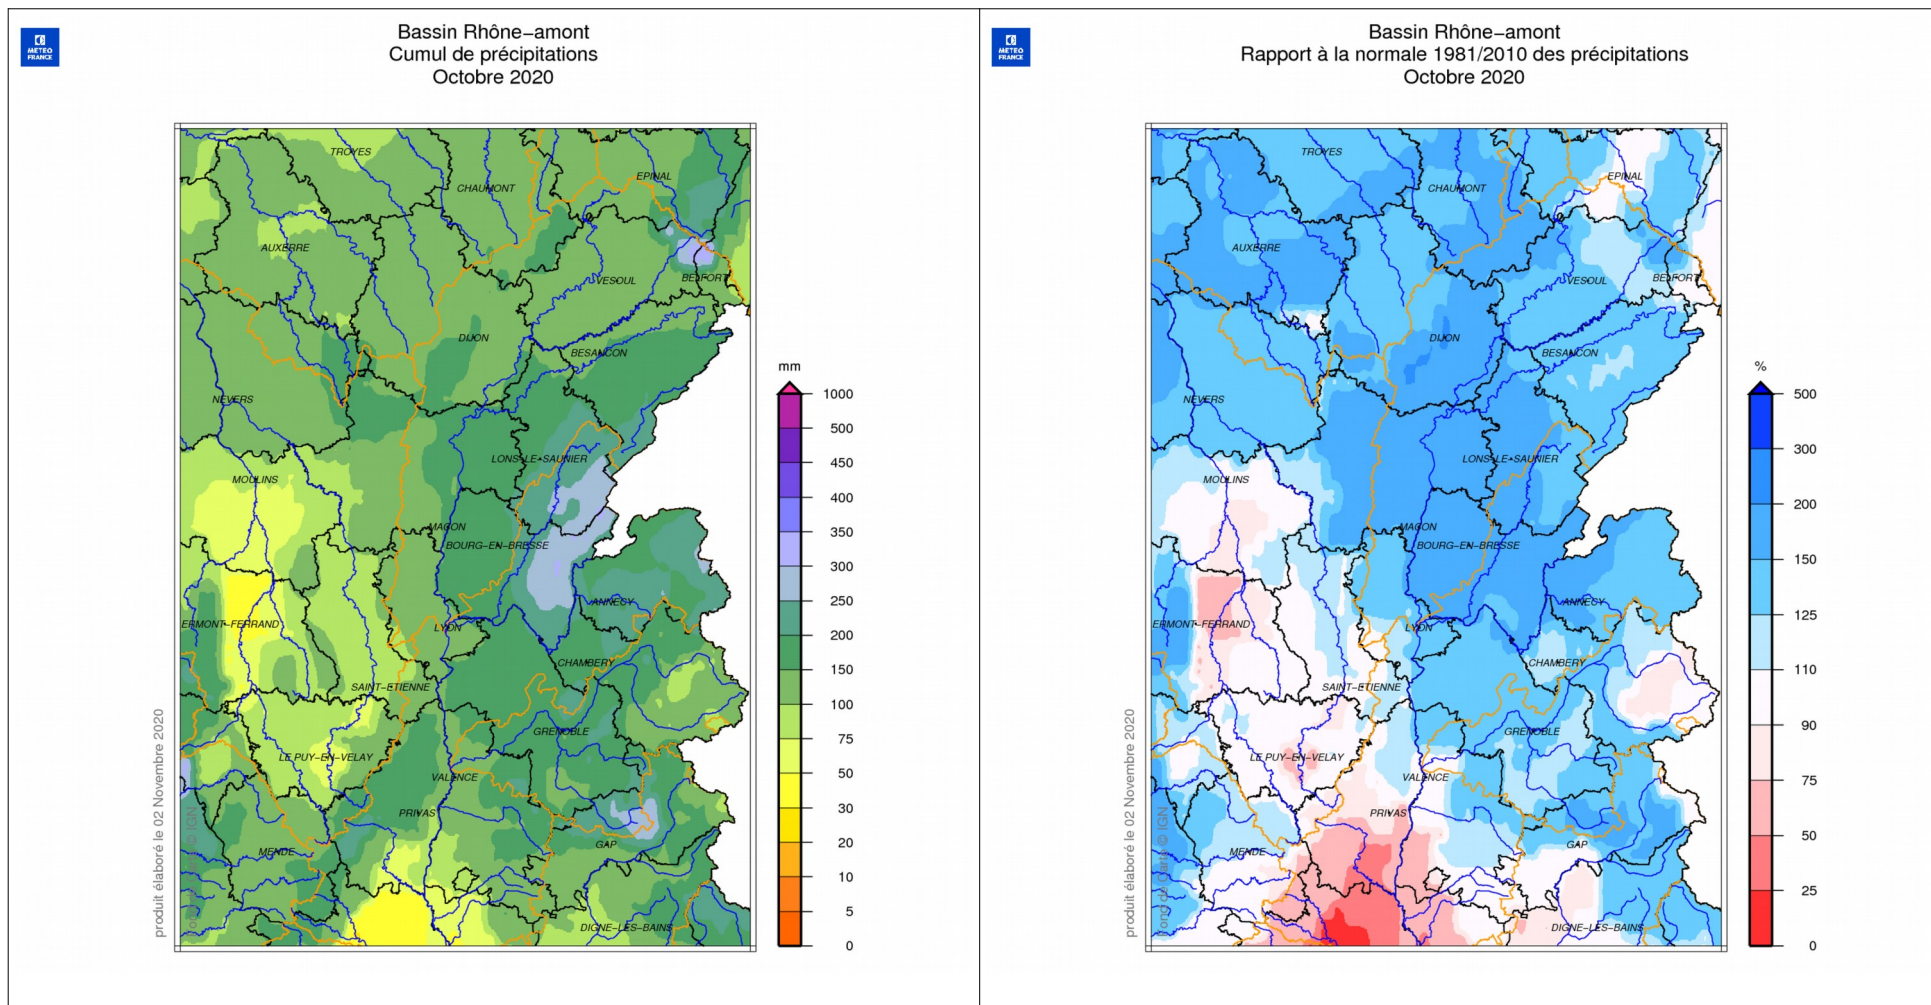 METEO
FRANCE
Bassin Rhône−amont
Cumul de précipitations
Octobre 2020
TROYES
CHAUMONT
EPINAL
AUXERRE
VESOUL
BELFORT
DIJON
BESANCON
NEVERS
LONS−LE−SAUNIER
MOULINS
MACON
BOURG−EN−BRESSE
ANNECY
ERMONT−FERRAND
LYON
CHAMBERY
SAINT−ETIENNE
GRENOBLE
LE PUY−EN−VELAY
VALENCE
PRIVAS
GAP
MENDE
DIGNE−LES−BAINS
mm
1000
500
450
400
350
300
250
200
150
100
75
50
30
20
10
5
0
produit élaboré le 02 Novembre 2020
METEO
FRANCE
Bassin Rhône−amont
Rapport à la normale 1981/2010 des précipitations
Octobre 2020
TROYES
CHAUMONT
EPINAL
AUXERRE
VESOUL
BELFORT
DIJON
BESANCON
NEVERS
LONS−LE−SAUNIER
MOULINS
MACON
BOURG−EN−BRESSE
ANNECY
ERMONT−FERRAND
LYON
CHAMBERY
SAINT−ETIENNE
GRENOBLE
LE PUY−EN−VELAY
VALENCE
PRIVAS
GAP
MENDE
DIGNE−LES−BAINS
%
500
300
200
150
125
110
90
75
50
25
0
produit élaboré le 02 Novembre 2020
© IGN